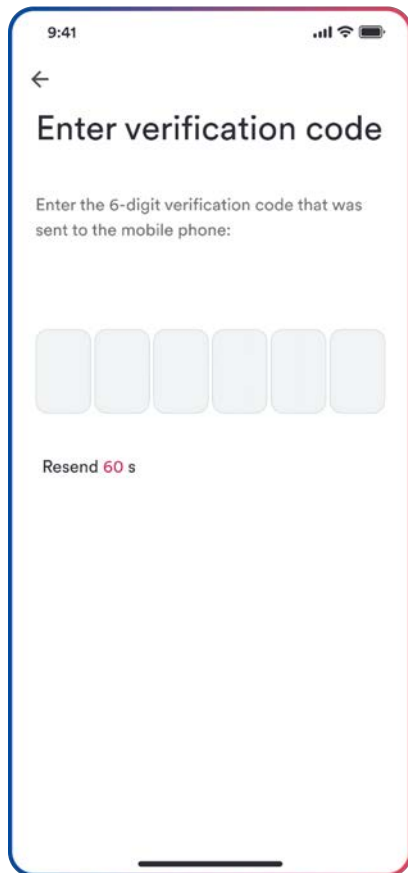 9:41
Enter verification code
Enter the 6-digit verification code that was
sent to the mobile phone:
Resend 60 s